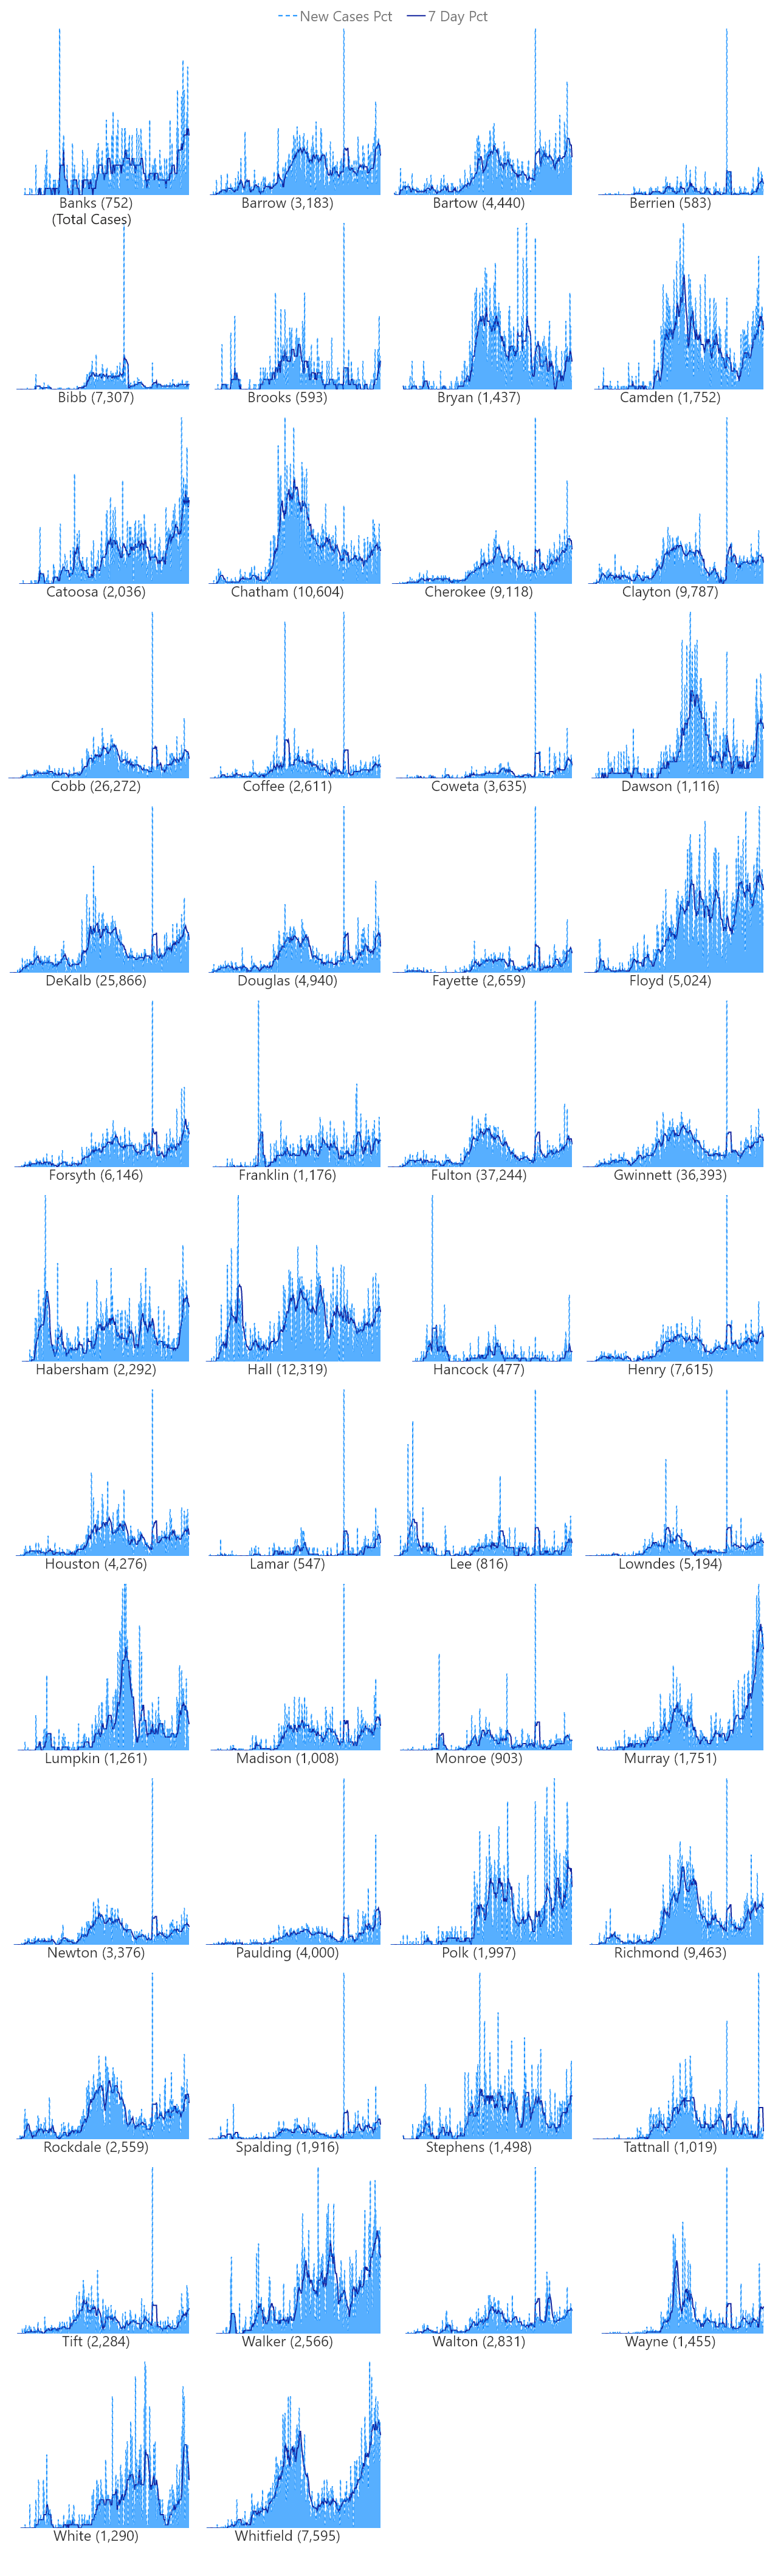 New Cases Pct 7 Day Pct
Banks (752) Barrow (3,183) Bartow (4,440) Berrien (583)
(Total Cases)
Bibb (7,307) Brooks (593) Bryan (1,437) Camden (1,752)
Catoosa (2,036) Chatham (10,604) Cherokee (9,118) Clayton (9,787)
Cobb (26,272) Coffee (2,611) Coweta (3,635) Dawson (1,116)
DeKalb (25,866) Douglas (4,940) Fayette (2,659) Floyd (5,024)
Forsyth (6,146) Franklin (1,176) Fulton (37,244) Gwinnett (36,393)
Habersham (2,292) Hall (12,319) Hancock (477) Henry (7,615)
Houston (4,276) Lamar (547) Lee (816) Lowndes (5,194)
Lumpkin (1,261) Madison (1,008) Monroe (903) Murray (1,751)
Newton (3,376) Paulding (4,000) Polk (1,997) Richmond (9,463)
Rockdale (2,559) Spalding (1,916) Stephens (1,498) Tattnall (1,019)
Tift (2,284) Walker (2,566) Walton (2,831) Wayne (1,455)
White (1,290) Whitfield (7,595)